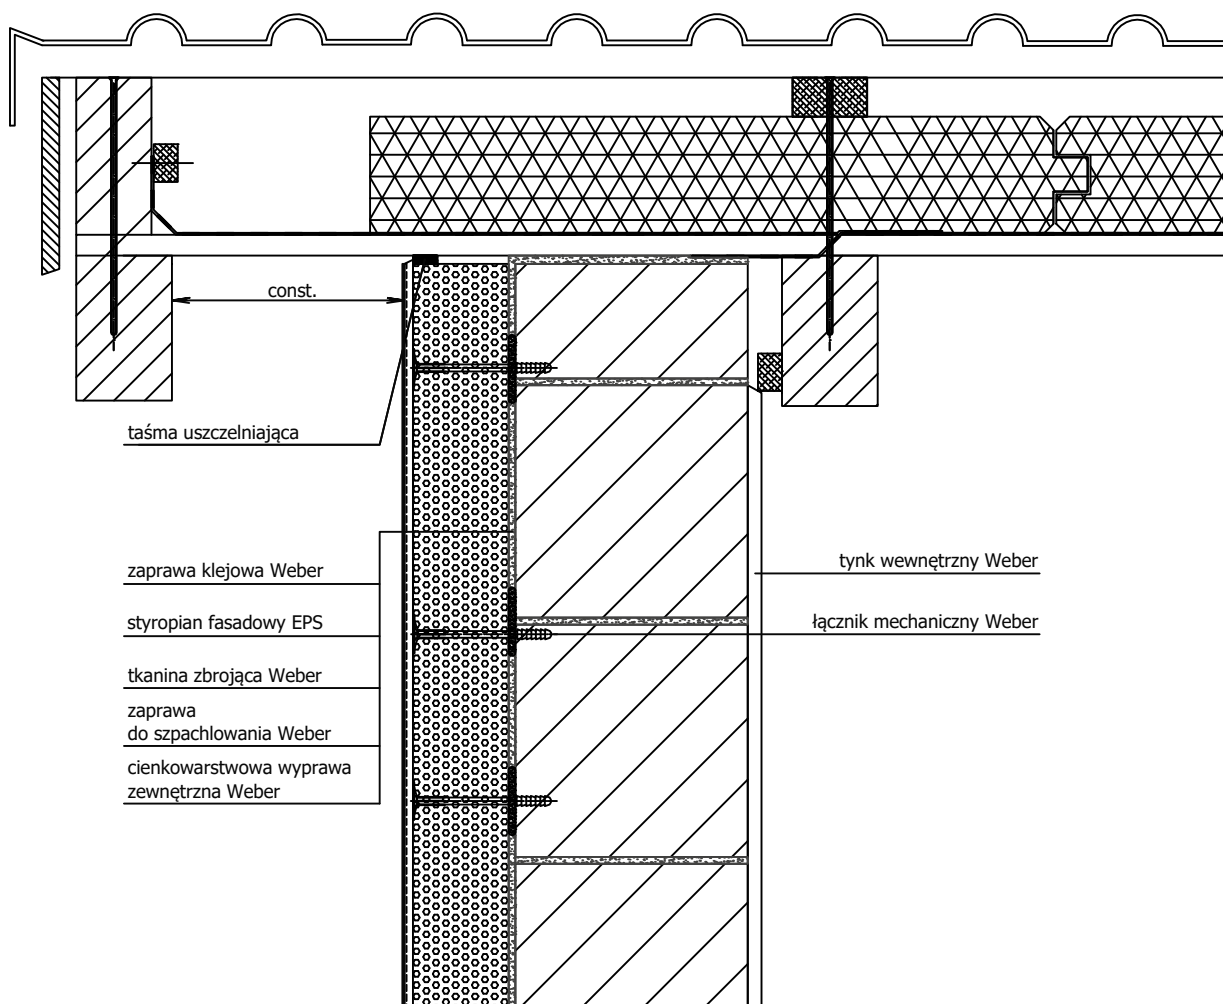 const.
taśma uszczelniająca
zaprawa klejowa Weber
styropian fasadowy EPS
tkanina zbrojąca Weber
zaprawa
do szpachlowania Weber
cienkowarstwowa wyprawa
zewnętrzna Weber
tynk wewnętrzny Weber
łącznik mechaniczny Weber